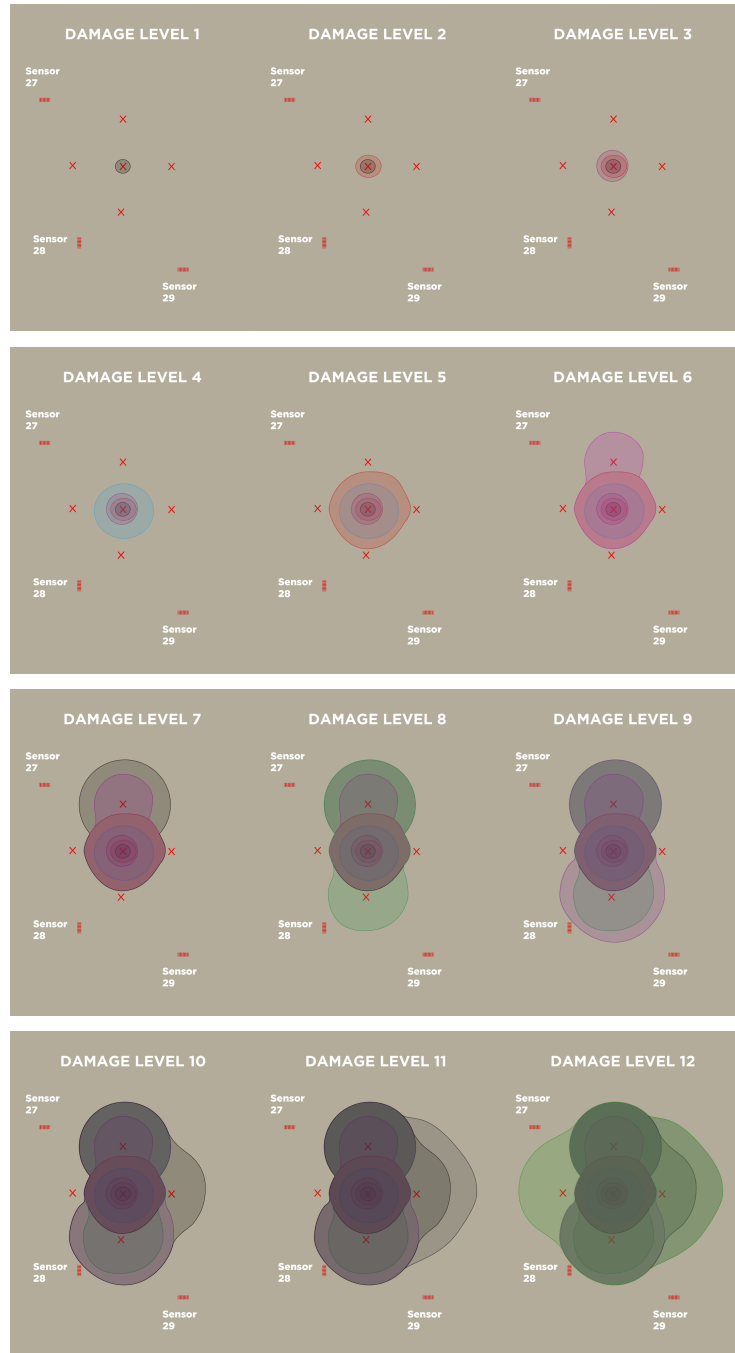 DAMAGE LEVEL 1
DAMAGE LEVEL 2
DAMAGE LEVEL 3
Sensor
27
Sensor
27
Sensor
27
Sensor
28
Sensor
28
Sensor
28
Sensor
29
Sensor
29
Sensor
29
DAMAGE LEVEL 4
DAMAGE LEVEL 5
DAMAGE LEVEL 6
Sensor
27
Sensor
27
Sensor
27
Sensor
28
Sensor
28
Sensor
28
Sensor
29
Sensor
29
Sensor
29
DAMAGE LEVEL 7
DAMAGE LEVEL 8
DAMAGE LEVEL 9
Sensor
27
Sensor
27
Sensor
27
Sensor
28
Sensor
28
Sensor
28
Sensor
29
Sensor
29
Sensor
29
DAMAGE LEVEL 10
DAMAGE LEVEL 11
DAMAGE LEVEL 12
Sensor
27
Sensor
27
Sensor
27
Sensor
28
Sensor
28
Sensor
28
Sensor
29
Sensor
29
Sensor
29